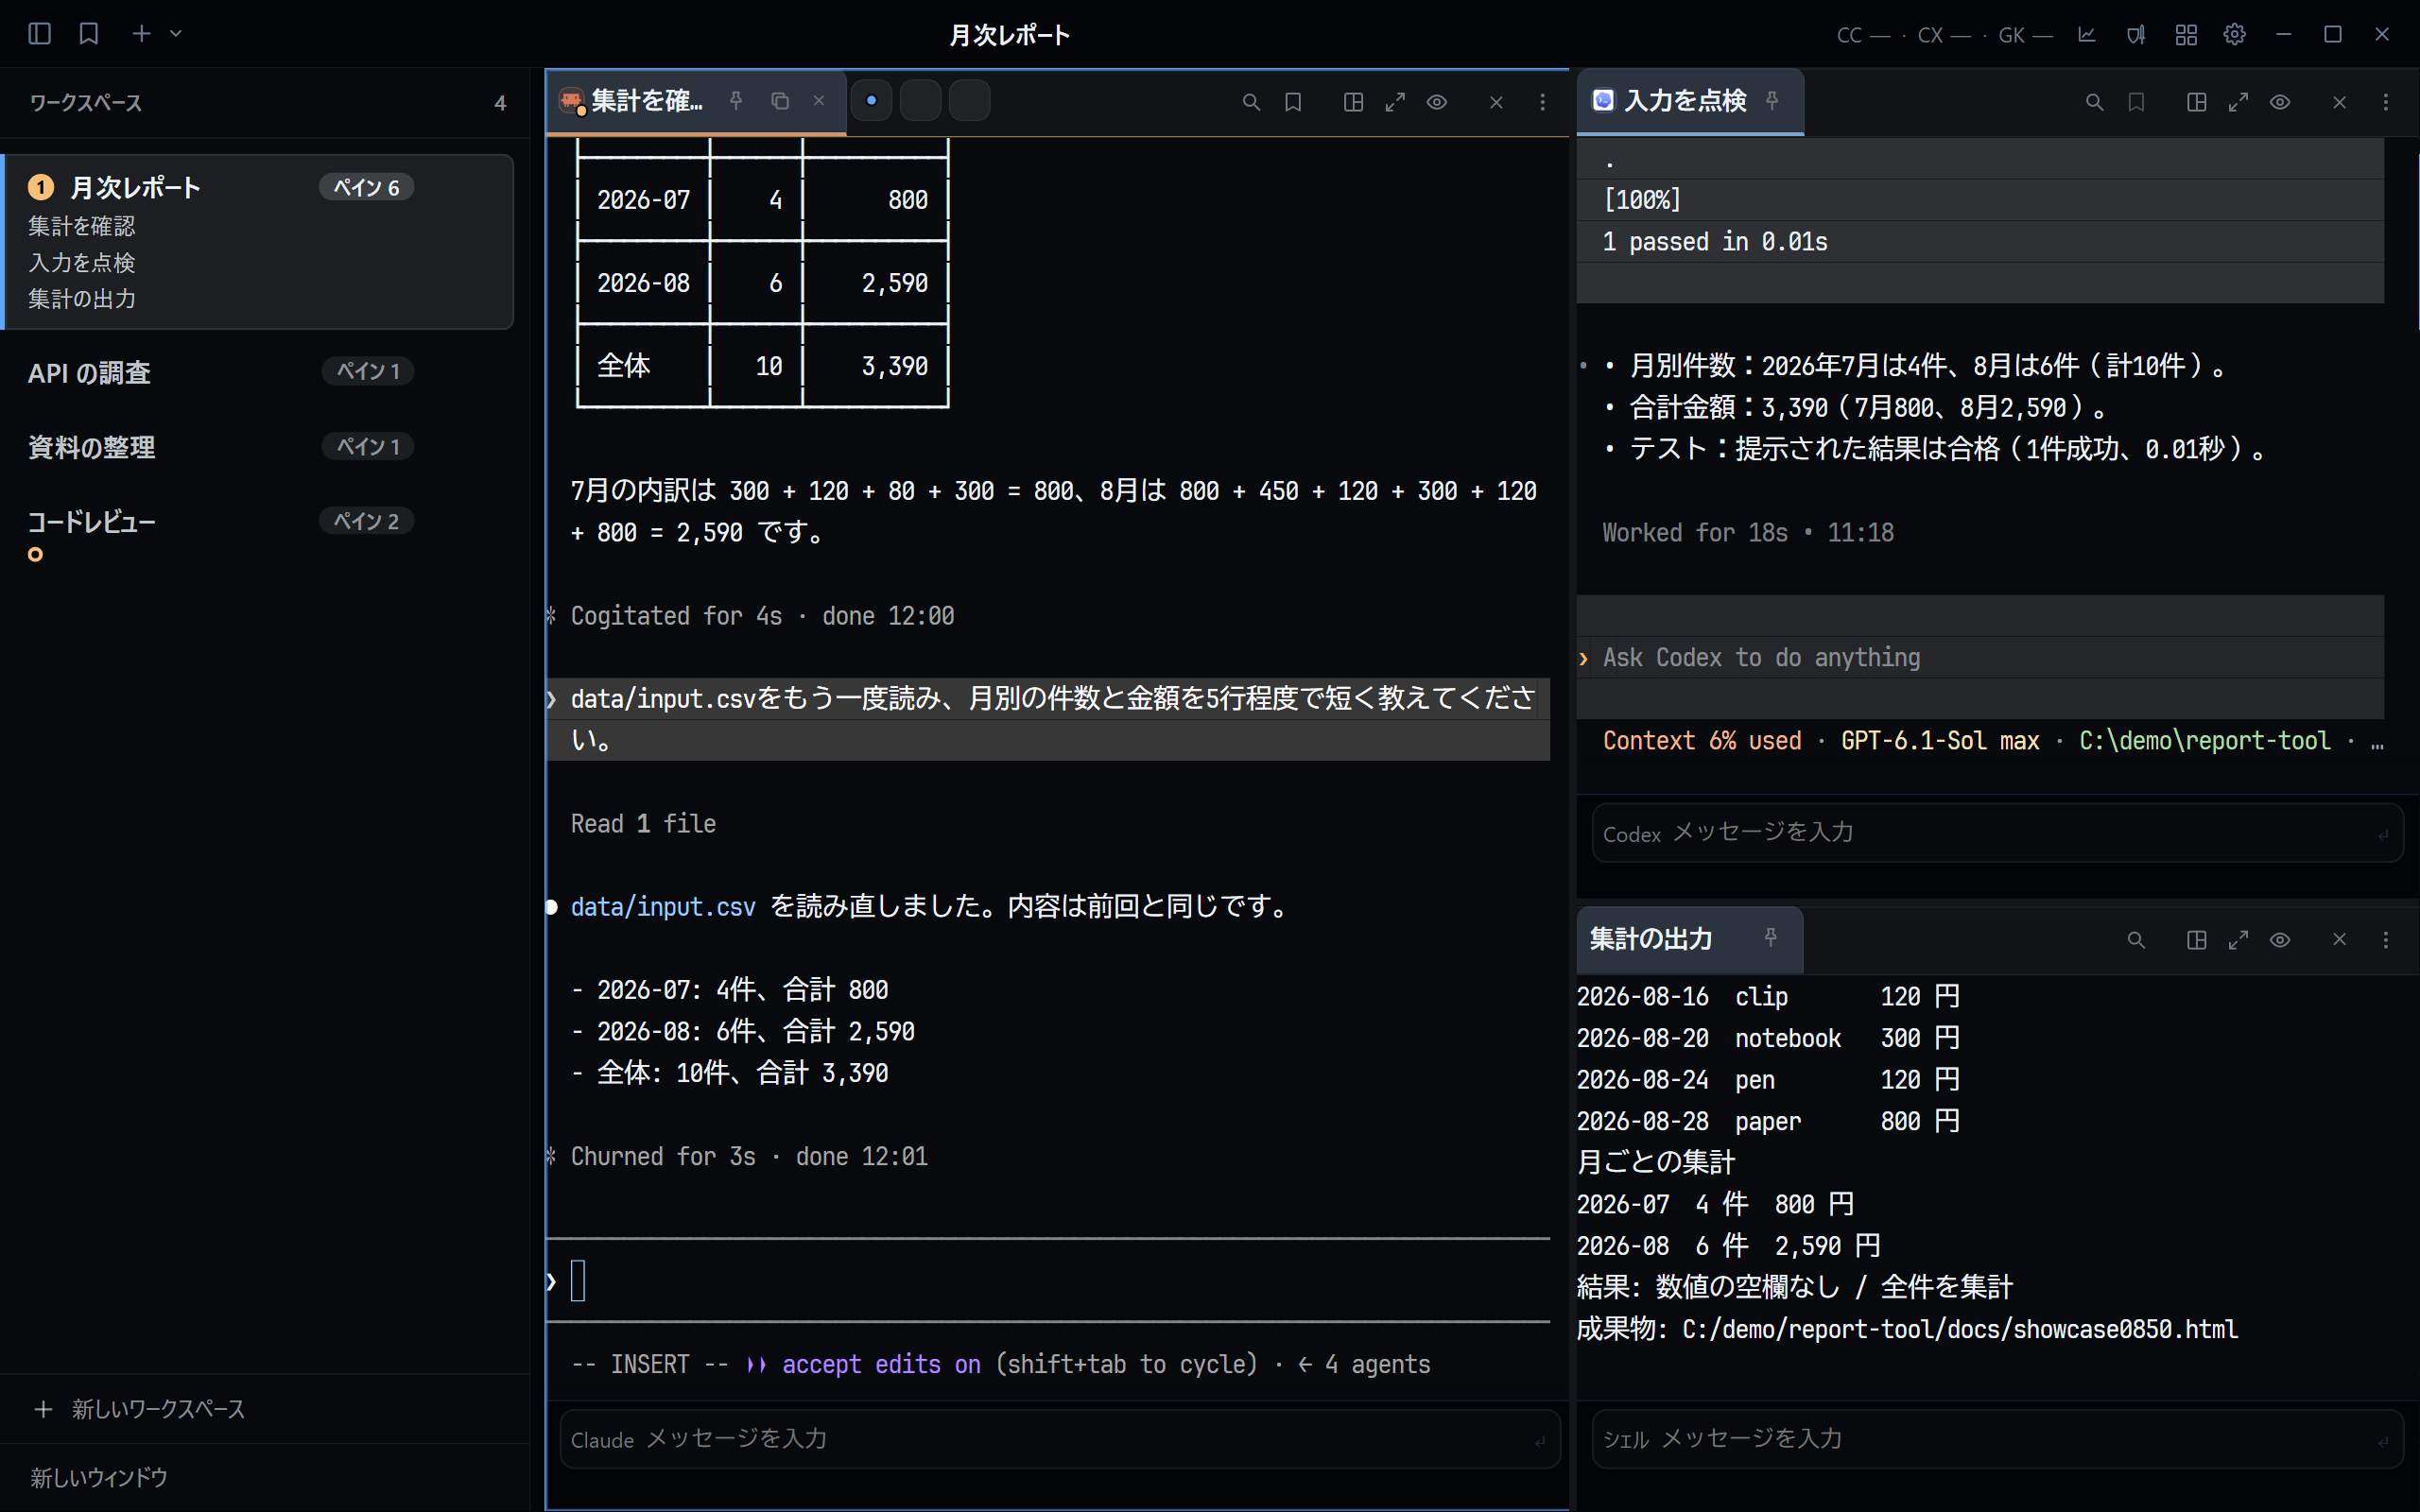 月次レポート
CC — · CX — · GK —
ワークスペース 4
1 月次レポート ペイン 6
集計を確認
入力を点検
集計の出力
API の調査 ペイン 1
資料の整理 ペイン 1
コードレビュー ペイン 2
+ 新しいワークスペース
新しいウィンドウ
集計を確…
2026-07 4 800
2026-08 6 2,590
全体 10 3,390
7月の内訳は 300 + 120 + 80 + 300 = 800、8月は 800 + 450 + 120 + 300 + 120
+ 800 = 2,590 です。
* Cogitated for 4s · done 12:00
❯ data/input.csvをもう一度読み、月別の件数と金額を5行程度で短く教えてくださ
い。
Read 1 file
● data/input.csv を読み直しました。内容は前回と同じです。
- 2026-07: 4件、合計 800
- 2026-08: 6件、合計 2,590
- 全体: 10件、合計 3,390
* Churned for 3s · done 12:01
❯
-- INSERT -- ⏵⏵ accept edits on (shift+tab to cycle) · ← 4 agents
Claude メッセージを入力
入力を点検
.
[100%]
1 passed in 0.01s
• • 月別件数：2026年7月は4件、8月は6件（計10件）。
• 合計金額：3,390（7月800、8月2,590）。
• テスト：提示された結果は合格（1件成功、0.01秒）。
Worked for 18s • 11:18
› Ask Codex to do anything
Context 6% used · GPT-6.1-Sol max · C:\demo\report-tool · …
Codex メッセージを入力
集計の出力
2026-08-16 clip 120 円
2026-08-20 notebook 300 円
2026-08-24 pen 120 円
2026-08-28 paper 800 円
月ごとの集計
2026-07 4 件 800 円
2026-08 6 件 2,590 円
結果: 数値の空欄なし / 全件を集計
成果物: C:/demo/report-tool/docs/showcase0850.html
シェル メッセージを入力